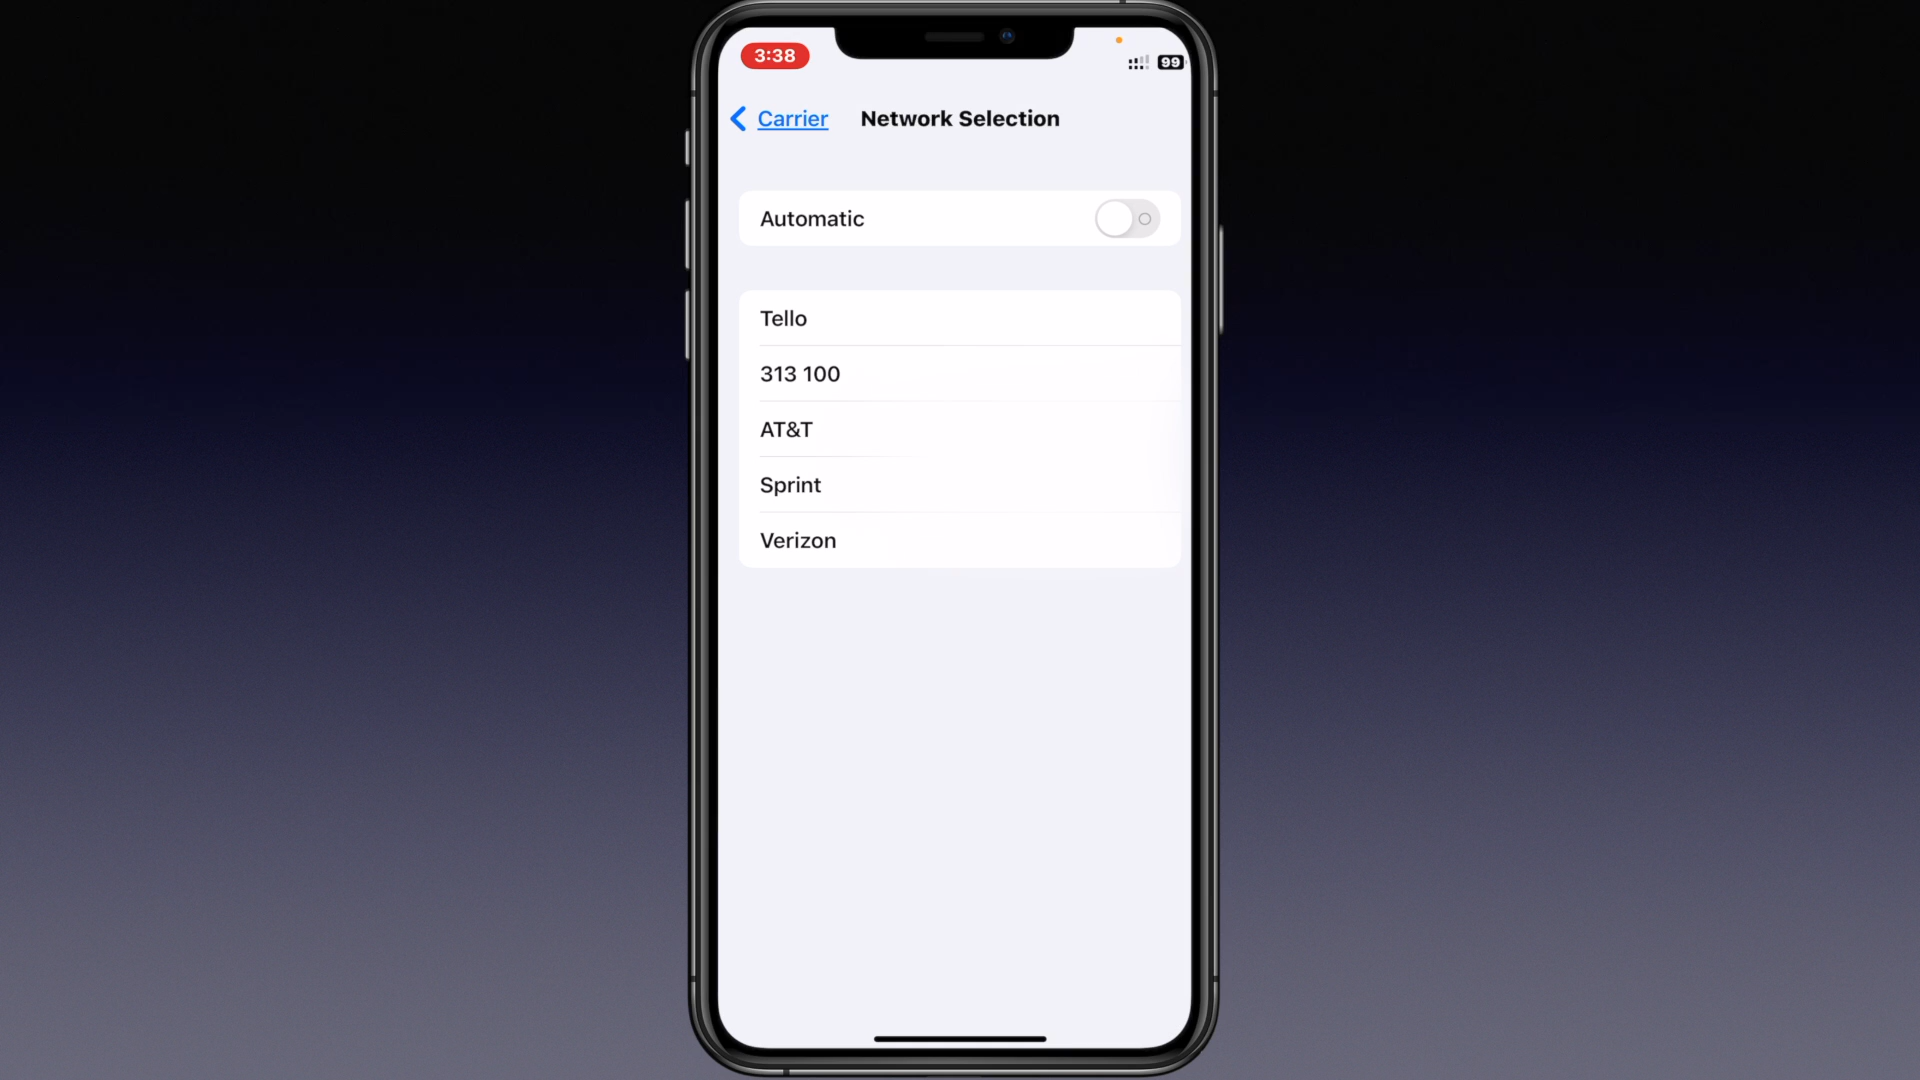 3:38
99
Carrier
Network Selection
Automatic
Tello
313 100
AT&T
Sprint
Verizon